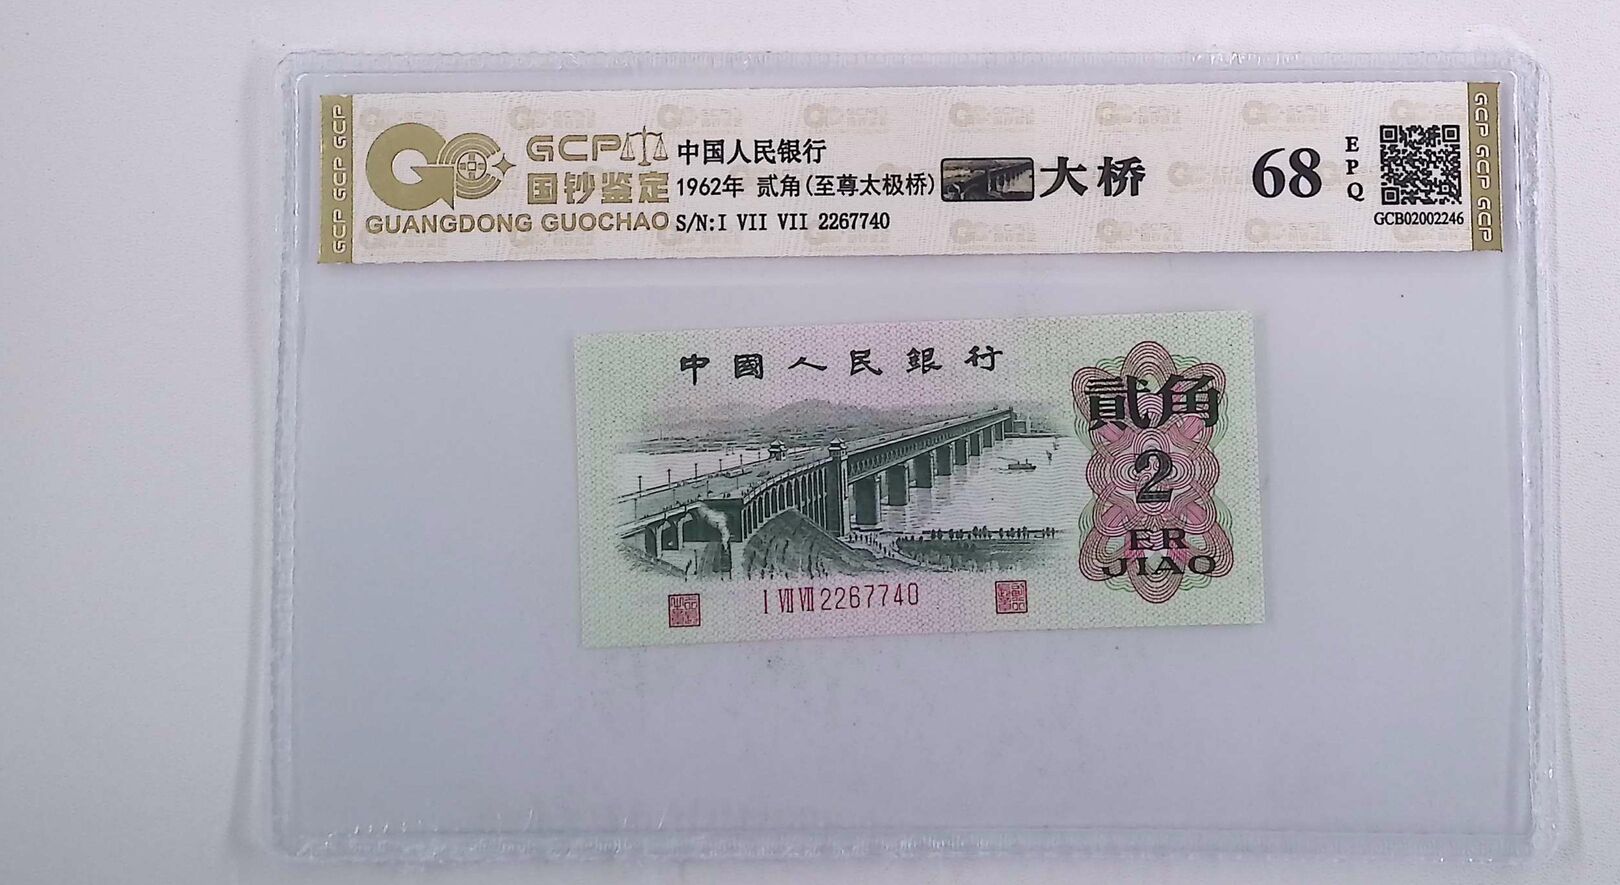 GCP GCP GCP
GCP
国钞鉴定
GUANGDONG GUOCHAO
中国人民银行
1962年 贰角(至尊太极桥)
S/N:I VII VII 2267740
大桥
68
EPQ
GCB02002246
GCP GCP GCP
中國人民銀行
貳角
2
ER
JIAO
I VII VII 2267740